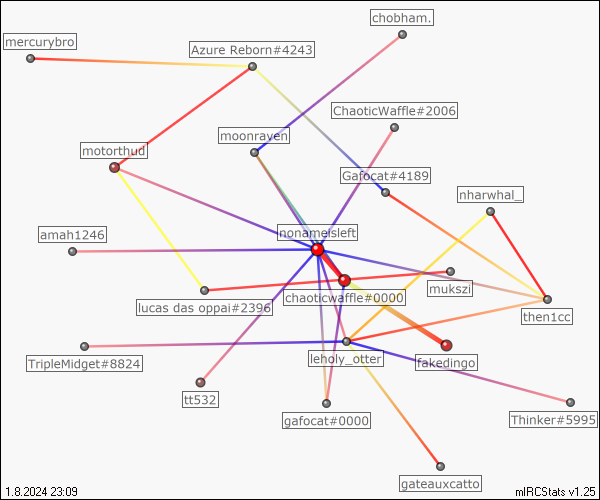 chobham.
mercurybro
Azure Reborn#4243
ChaoticWaffle#2006
moonraven
motorthud
Gafocat#4189
nharwhal_
nonameisleft
amah1246
mukszi
chaoticwaffle#0000
lucas das oppai#2396
then1cc
leholy_otter
TripleMidget#8824
fakedingo
tt532
gafocat#0000
Thinker#5995
gateauxcatto
1.8.2024 23:09
mIRCStats v1.25